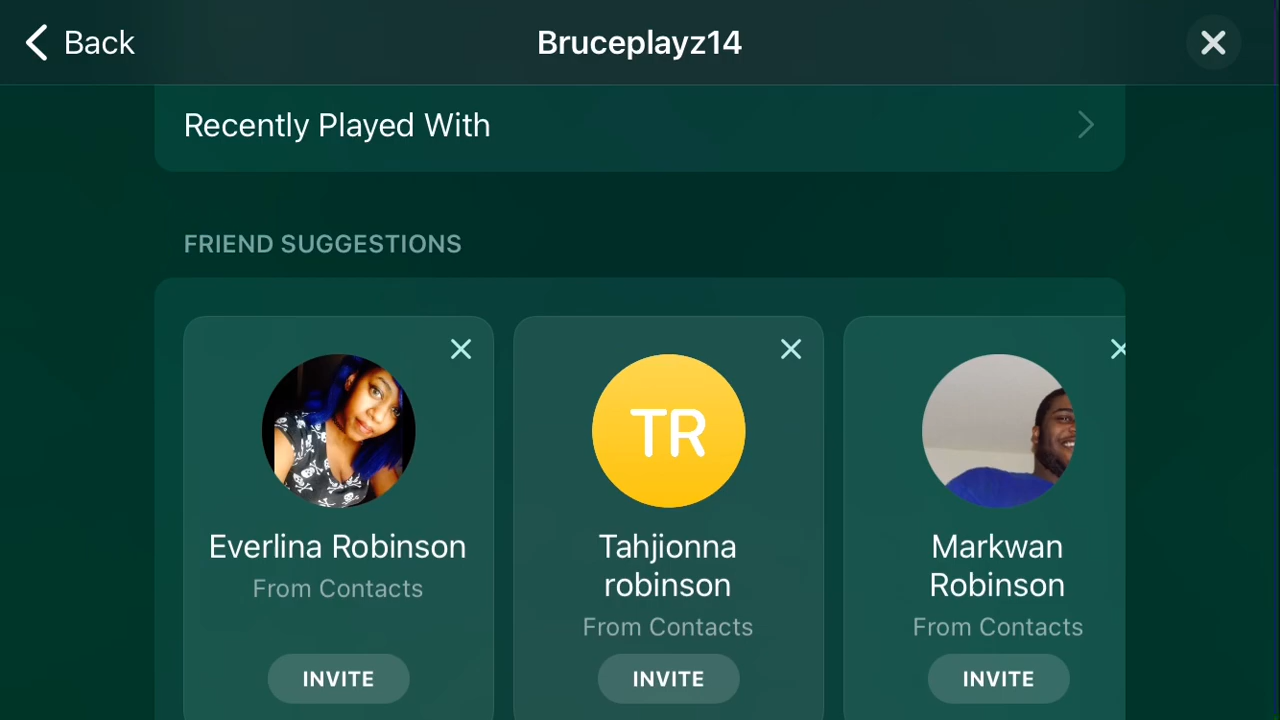 Back
Bruceplayz14
Recently Played With
FRIEND SUGGESTIONS
TR
Everlina Robinson
From Contacts
INVITE
Tahjionna
robinson
From Contacts
INVITE
Markwan
Robinson
From Contacts
INVITE